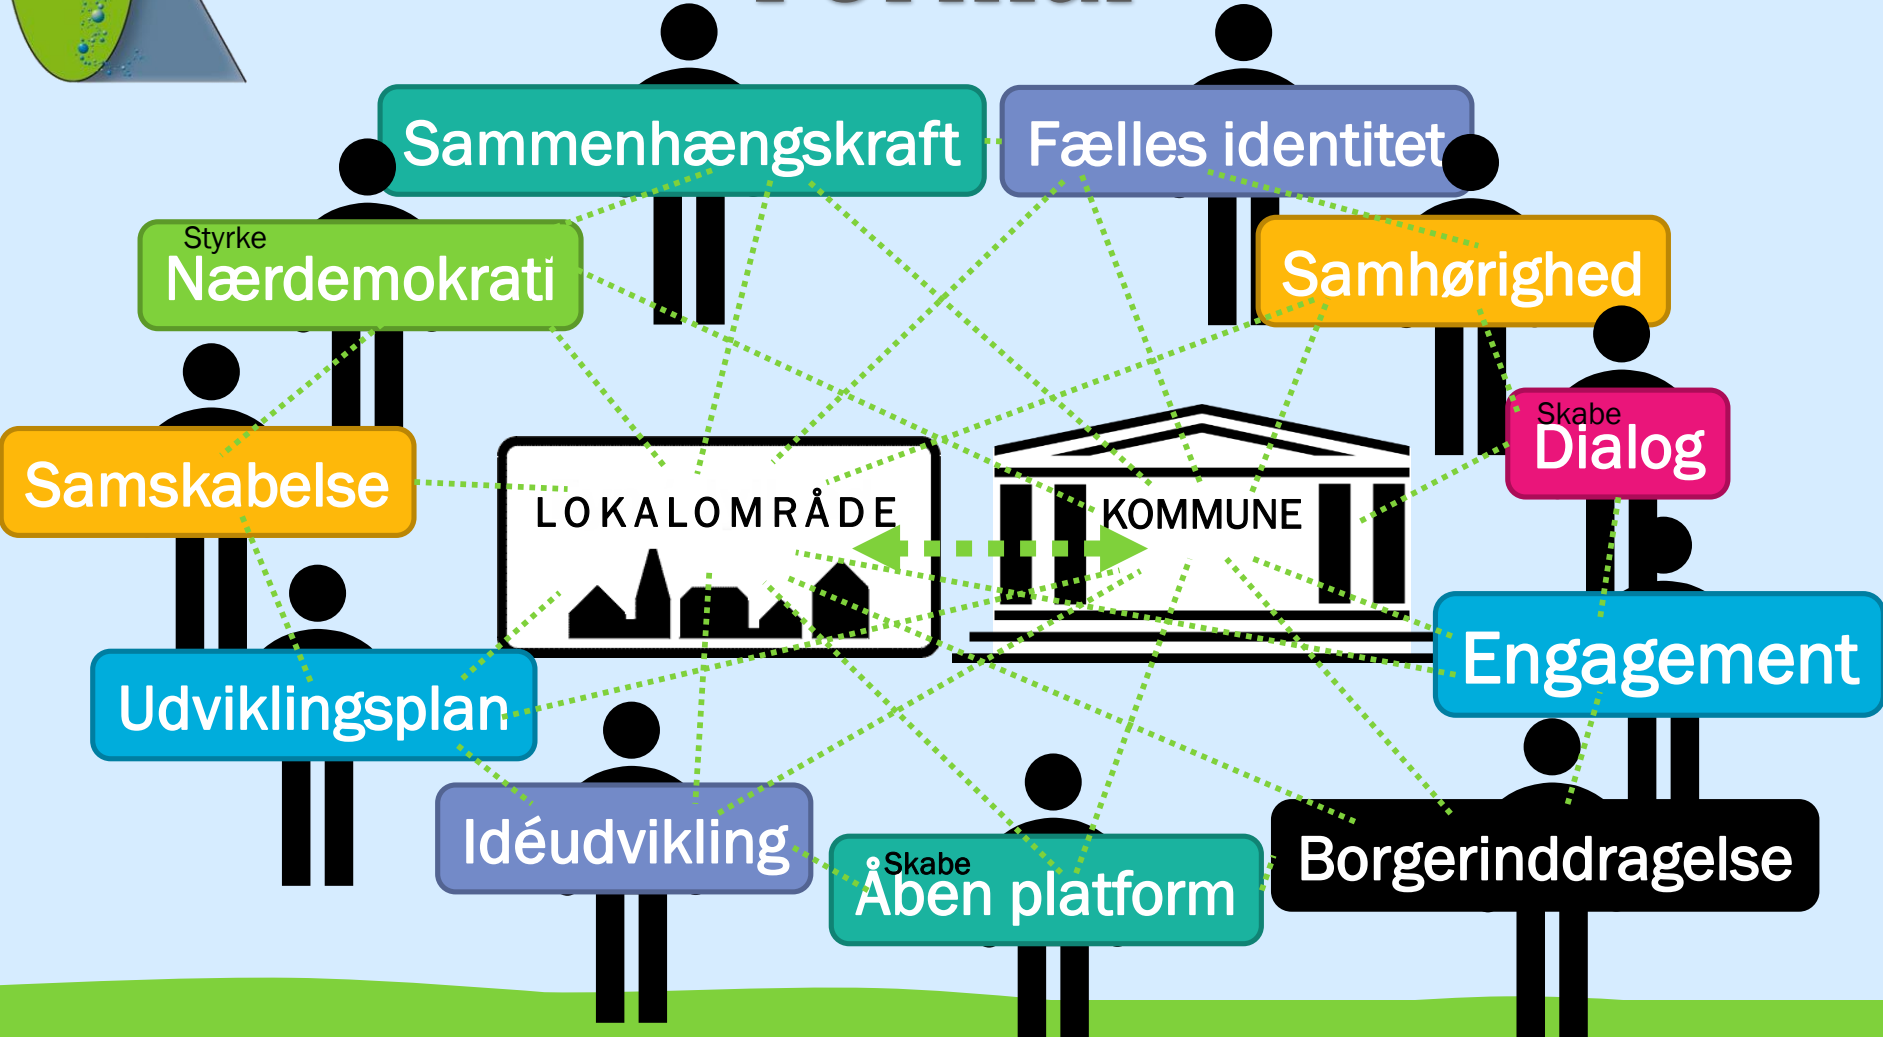 Sammenhængskraft
Fælles identitet
Styrke
Nærdemokrati
Samhørighed
Skabe
Dialog
Samskabelse
LOKALOMRÅDE
KOMMUNE
Engagement
Udviklingsplan
Idéudvikling
Skabe
Åben platform
Borgerinddragelse